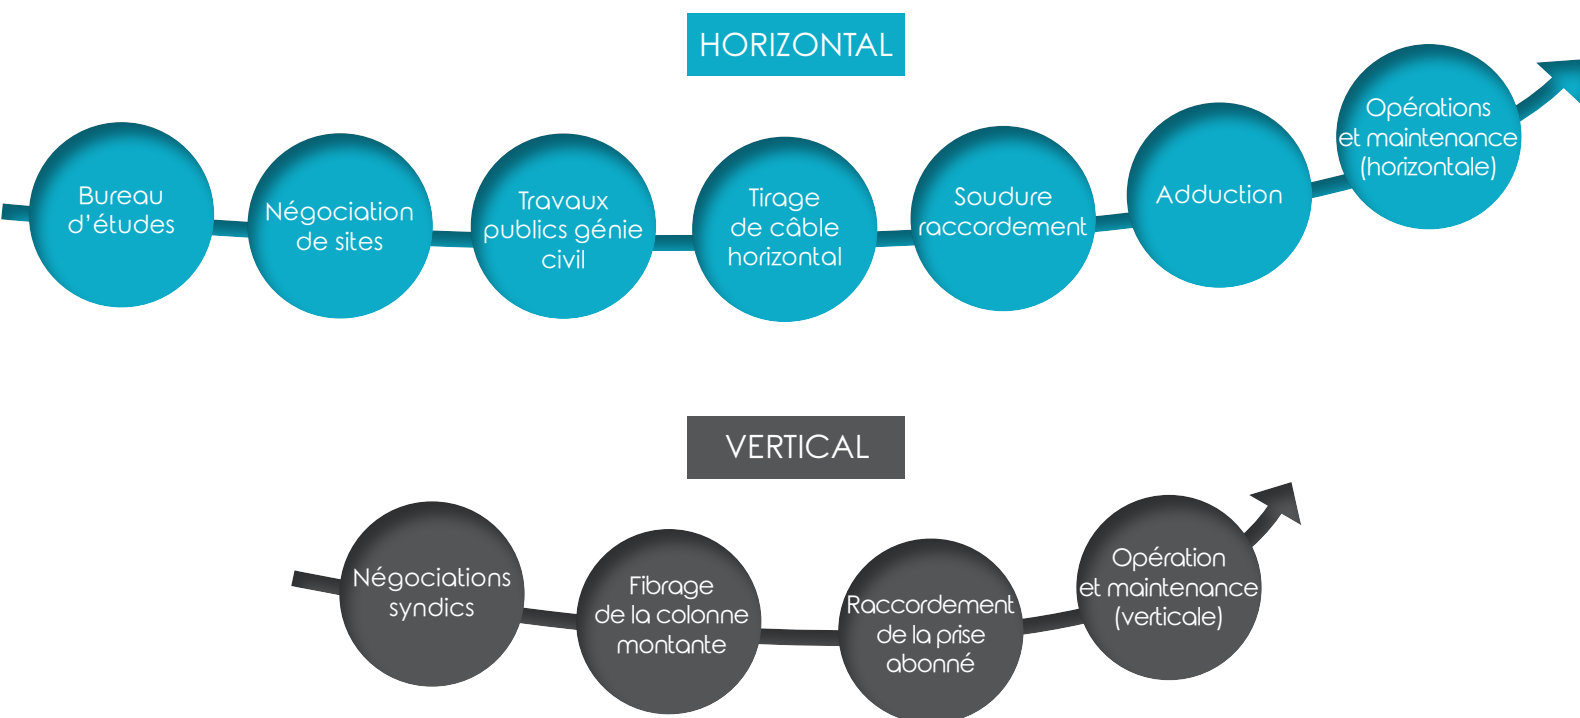 HORIZONTAL
Bureau
d'études
Négociation
de sites
Travaux
publics génie
civil
Tirage
de câble
horizontal
Soudure
raccordement
Adduction
Opérations
et maintenance
(horizontale)
VERTICAL
Négociations
syndics
Fibrage
de la colonne
montante
Raccordement
de la prise
abonné
Opération
et maintenance
(verticale)